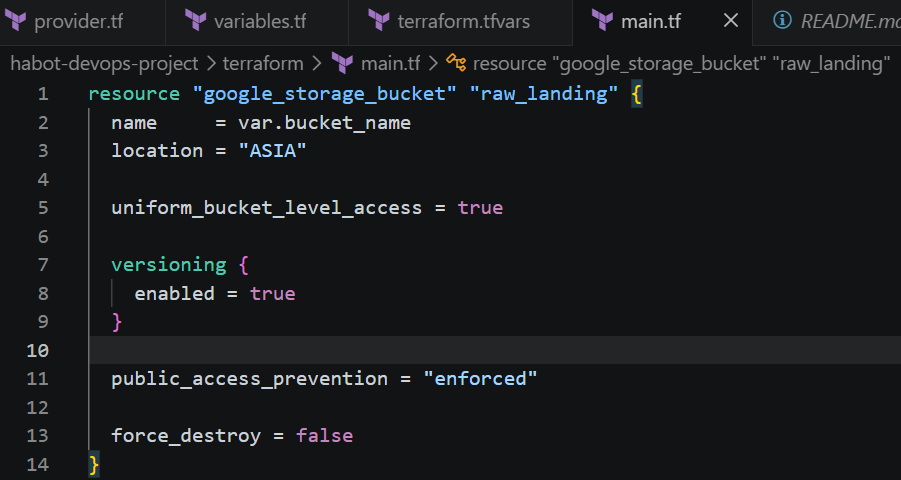 provider.tf variables.tf terraform.tfvars main.tf README.m
habot-devops-project > terraform > main.tf > resource "google_storage_bucket" "raw_landing"
1 resource "google_storage_bucket" "raw_landing" {
2   name     = var.bucket_name
3   location = "ASIA"
4
5   uniform_bucket_level_access = true
6
7   versioning {
8     enabled = true
9   }
10
11   public_access_prevention = "enforced"
12
13   force_destroy = false
14 }